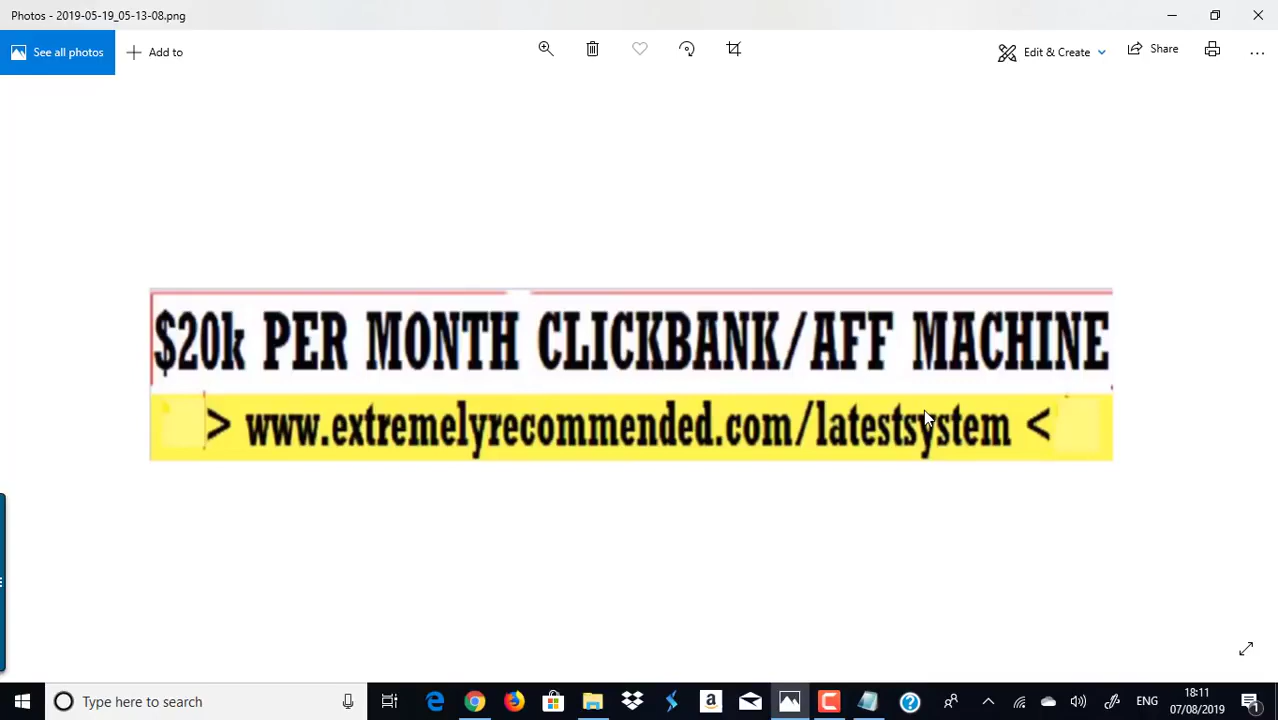 Photos - 2019-05-19_05-13-08.png
See all photos
Add to
Edit & Create
Share
$20k PER MONTH CLICKBANK/AFF MACHINE
> www.extremelyrecommended.com/latestsystem <
Type here to search
ENG
18:11
07/08/2019
1